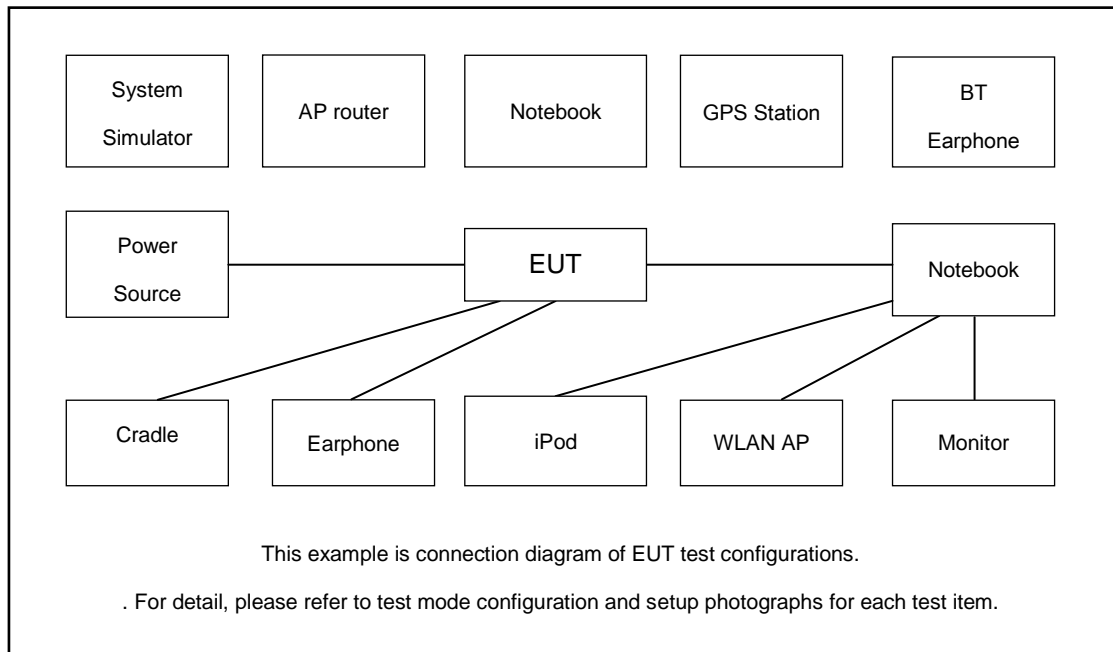 System
Simulator
AP router
Notebook
GPS Station
BT
Earphone
Power
Source
EUT
Notebook
Cradle
Earphone
iPod
WLAN AP
Monitor
This example is connection diagram of EUT test configurations.
. For detail, please refer to test mode configuration and setup photographs for each test item.